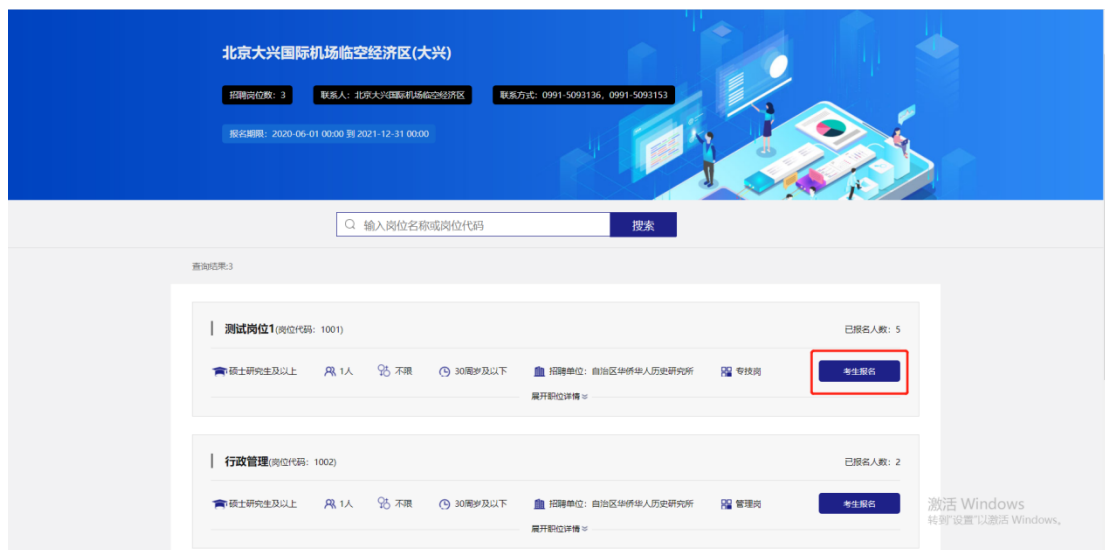 北京大兴国际机场临空经济区(大兴)
招聘岗位数：3 联系人：北京大兴国际机场临空经济区 联系方式：0991-5093136，0991-5093153
报名期限：2020-06-01 00:00 到 2021-12-31 00:00
输入岗位名称或岗位代码 搜索
查询结果:3
测试岗位1(岗位代码：1001) 已报名人数：5
硕士研究生及以上 1人 不限 30周岁及以下 招聘单位：自治区华侨华人历史研究所 专技岗 考生报名
展开职位详情
行政管理(岗位代码：1002) 已报名人数：2
硕士研究生及以上 1人 不限 30周岁及以下 招聘单位：自治区华侨华人历史研究所 管理岗 考生报名
展开职位详情
激活 Windows
转到"设置"以激活 Windows。